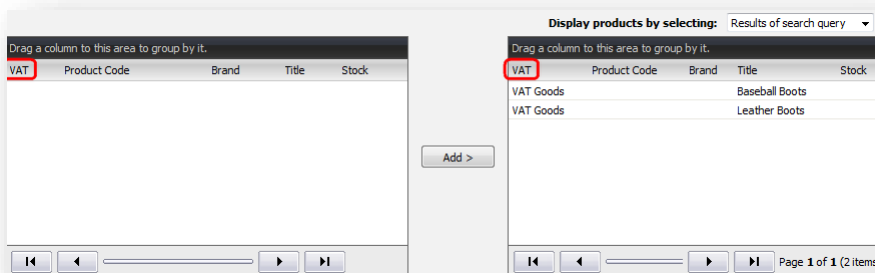 Display products by selecting: Results of search query
Drag a column to this area to group by it.
VAT Product Code Brand Title Stock
Add >
Drag a column to this area to group by it.
VAT Product Code Brand Title Stock
VAT Goods Baseball Boots
VAT Goods Leather Boots
Page 1 of 1 (2 items